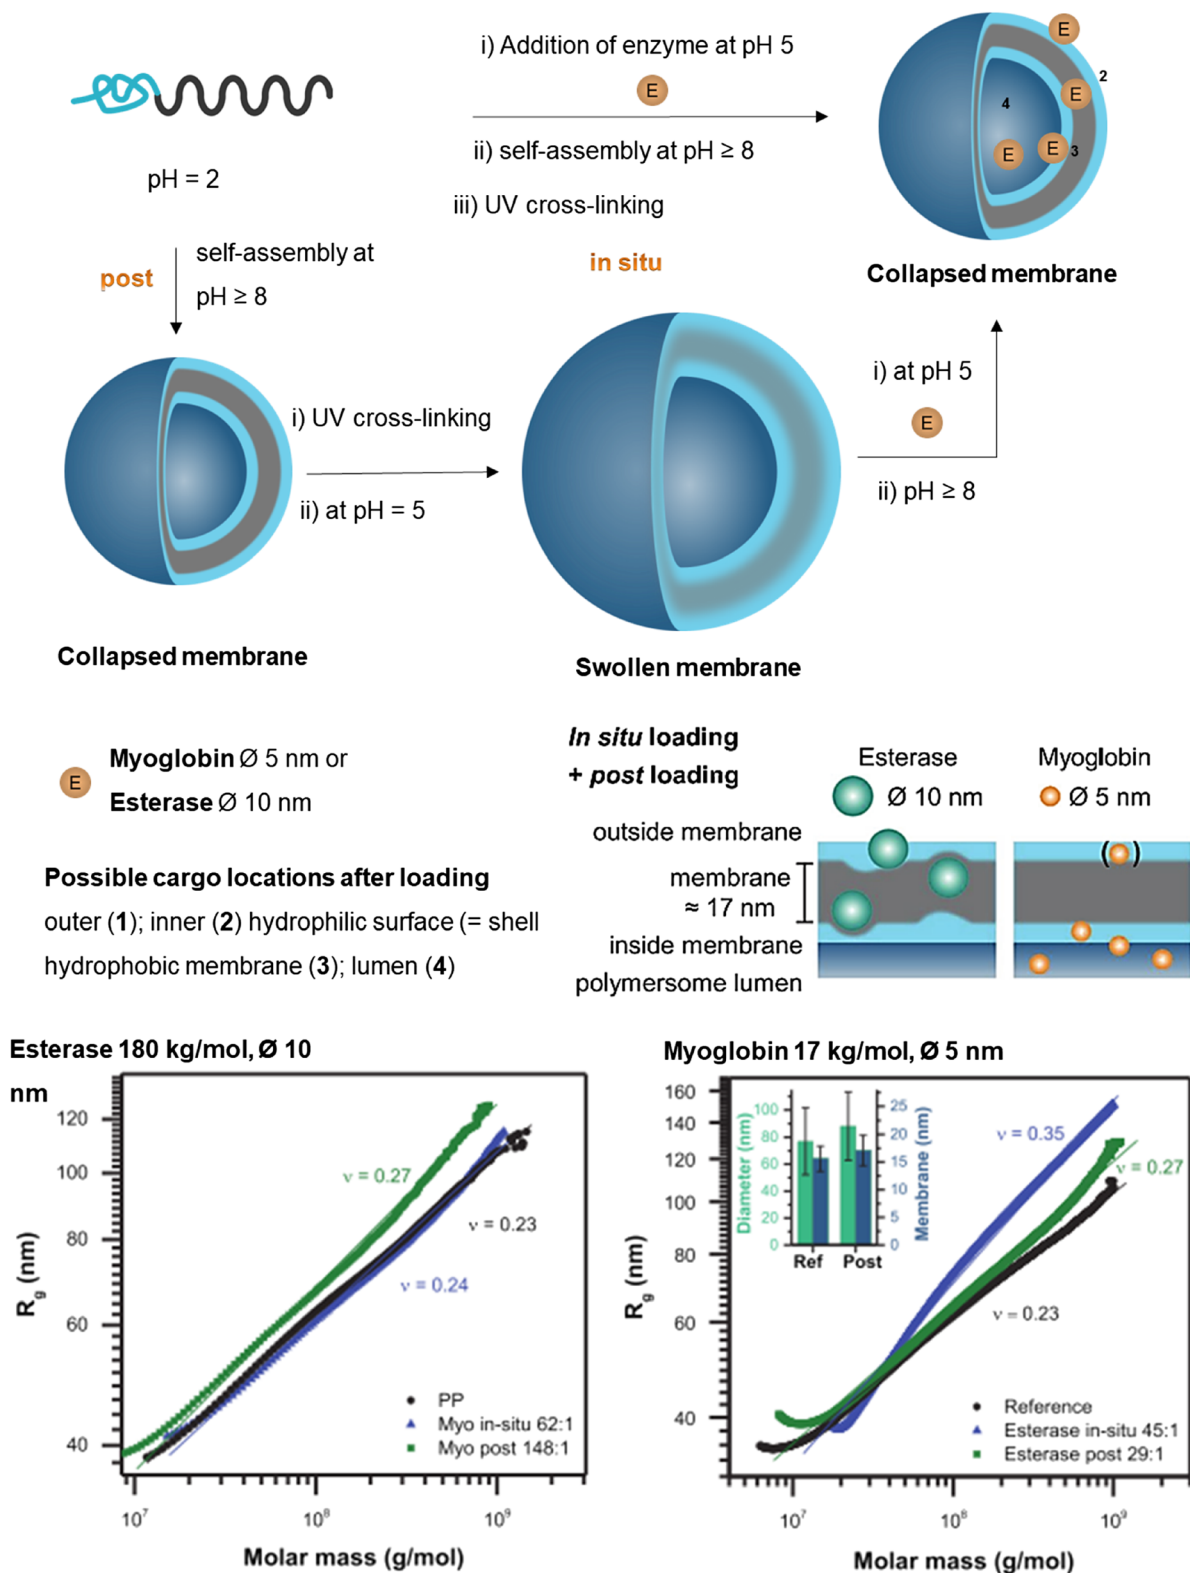 i) Addition of enzyme at pH 5
E
ii) self-assembly at pH ≥ 8
iii) UV cross-linking
in situ
pH = 2
post
self-assembly at
pH ≥ 8
E
2
E
4
E
3
E
Collapsed membrane
i) UV cross-linking
ii) at pH = 5
i) at pH 5
E
ii) pH ≥ 8
Collapsed membrane
Swollen membrane
E
Myoglobin Ø 5 nm or
Esterase Ø 10 nm
Possible cargo locations after loading
outer (1); inner (2) hydrophilic surface (= shell
hydrophobic membrane (3); lumen (4)
In situ loading
+ post loading
Esterase
Ø 10 nm
Myoglobin
Ø 5 nm
outside membrane
membrane
≈ 17 nm
inside membrane
polymersome lumen
( )
Esterase 180 kg/mol, Ø 10
nm
120
100
80
60
40
Rg (nm)
ν = 0.27
ν = 0.23
ν = 0.24
PP
Myo in-situ 62:1
Myo post 148:1
10^7
10^8
10^9
Molar mass (g/mol)
Myoglobin 17 kg/mol, Ø 5 nm
160
140
120
100
80
60
40
Rg (nm)
Diameter (nm)
100
80
60
40
20
0
Membrane (nm)
25
20
15
10
5
0
Ref Post
ν = 0.35
ν = 0.27
ν = 0.23
Reference
Esterase in-situ 45:1
Esterase post 29:1
10^7
10^8
10^9
Molar mass (g/mol)